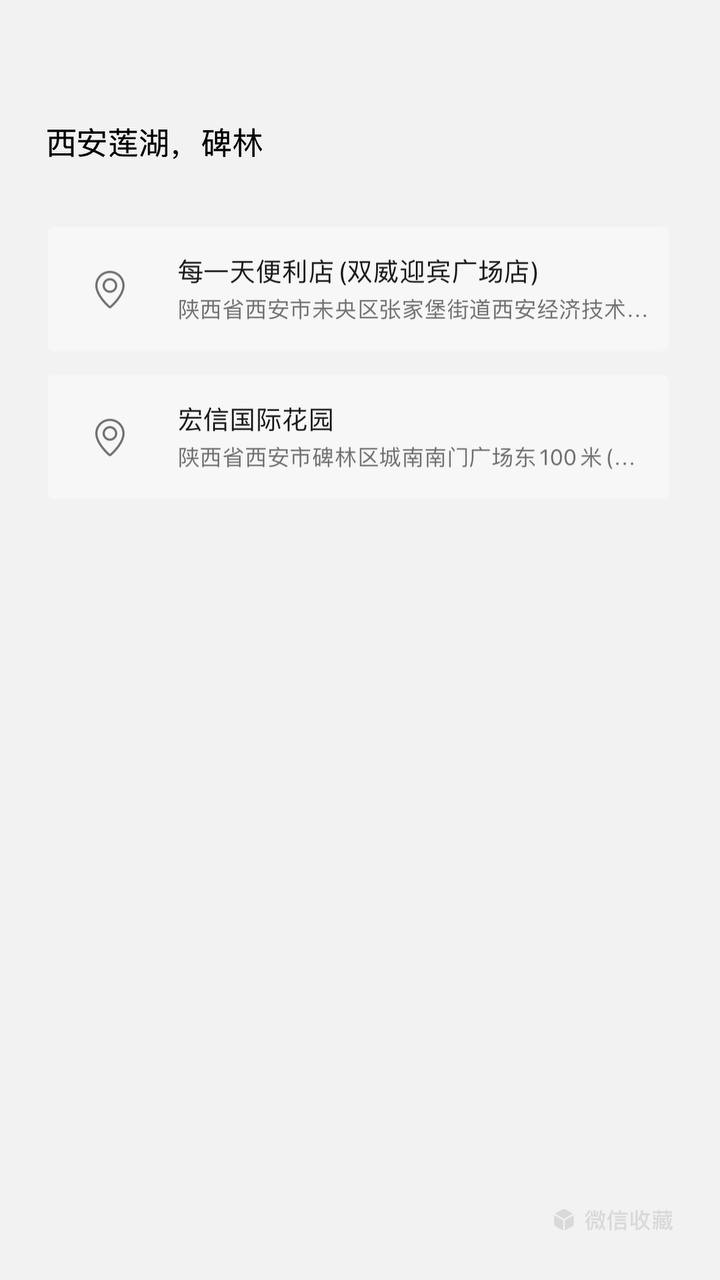 西安莲湖，碑林
每一天便利店(双威迎宾广场店)
陕西省西安市未央区张家堡街道西安经济技术...
宏信国际花园
陕西省西安市碑林区城南南门广场东100米(...
微信收藏